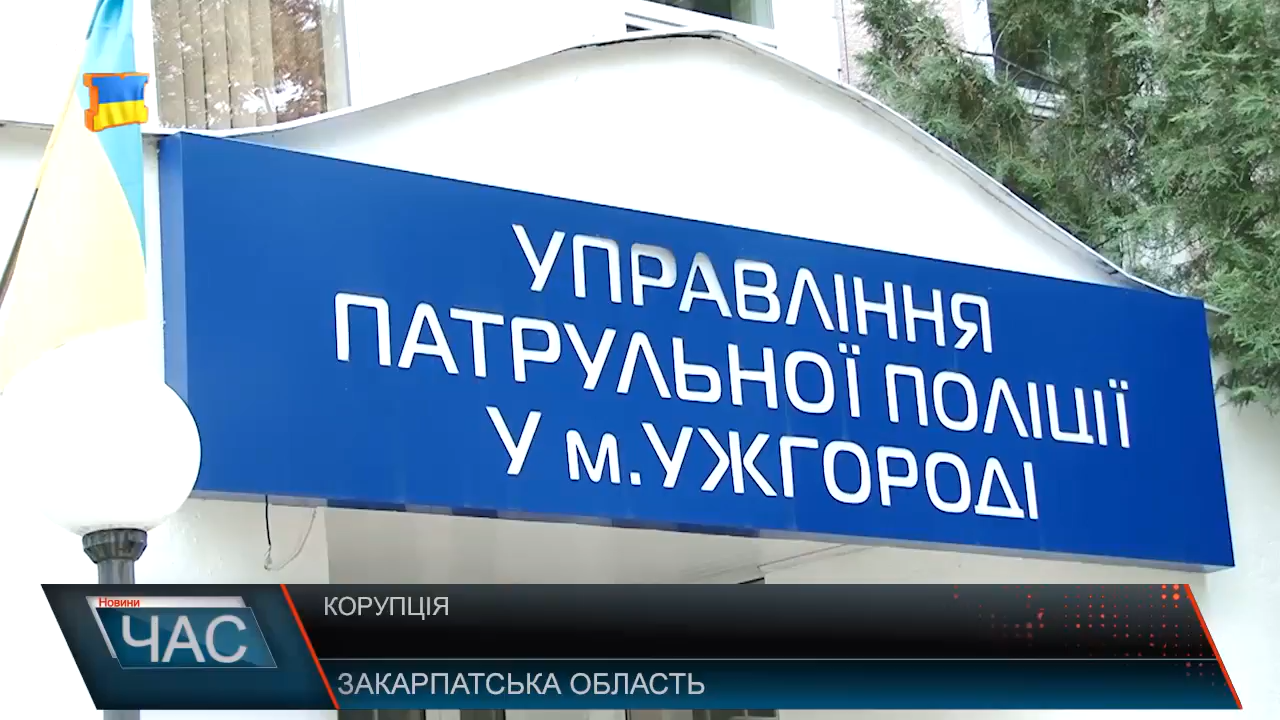 УПРАВЛІННЯ
ПАТРУЛЬНОЇ ПОЛІЦІЇ
У м.УЖГОРОДІ
Новини
ЧАС
КОРУПЦІЯ
ЗАКАРПАТСЬКА ОБЛАСТЬ